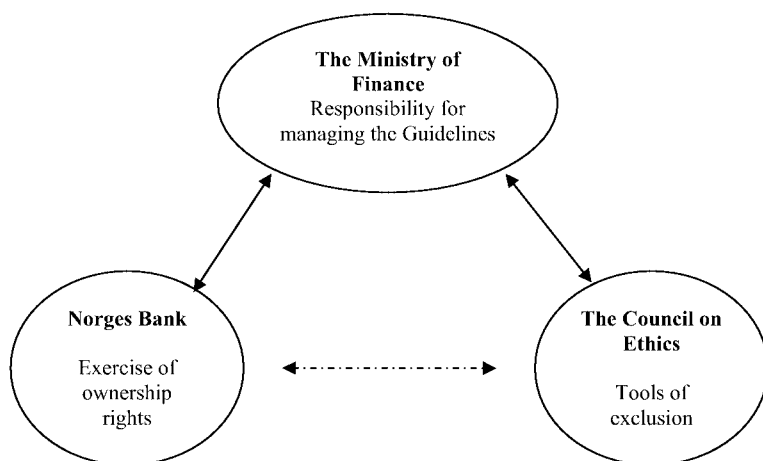 The Ministry of
Finance
Responsibility for
managing the Guidelines
Norges Bank
Exercise of
ownership
rights
The Council on
Ethics
Tools of
exclusion